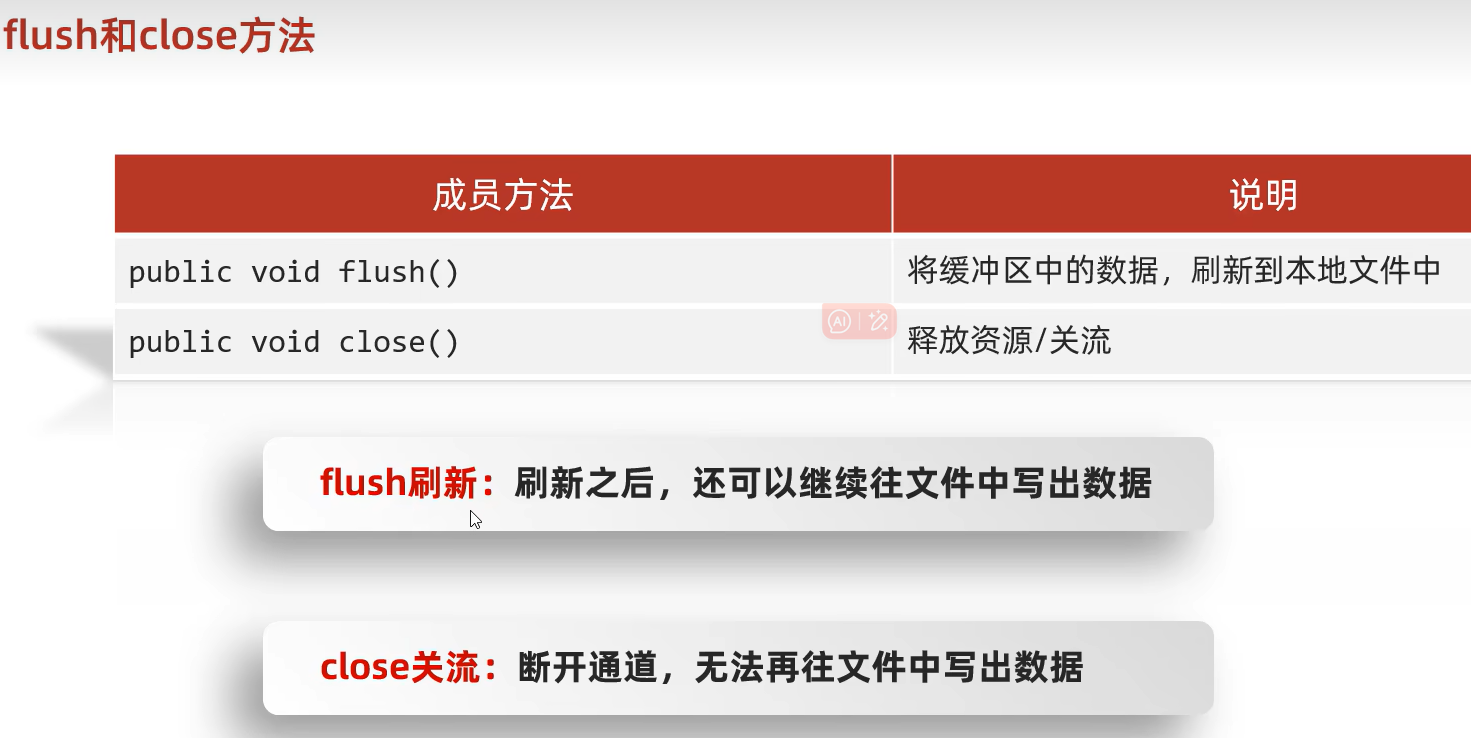 flush和close方法
成员方法 说明
public void flush() 将缓冲区中的数据，刷新到本地文件中
AI
public void close() 释放资源/关流
flush刷新：刷新之后，还可以继续往文件中写出数据
close关流：断开通道，无法再往文件中写出数据